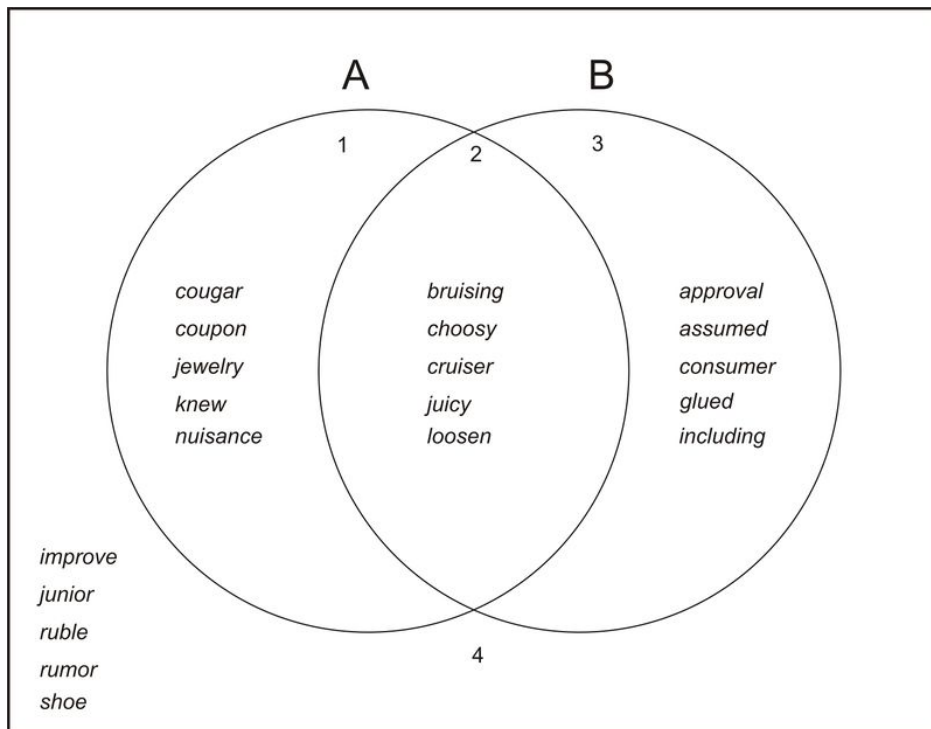 A B
1 2 3
cougar bruising approval
coupon choosy assumed
jewelry cruiser consumer
knew juicy glued
nuisance loosen including
improve
junior
ruble
rumor
4
shoe